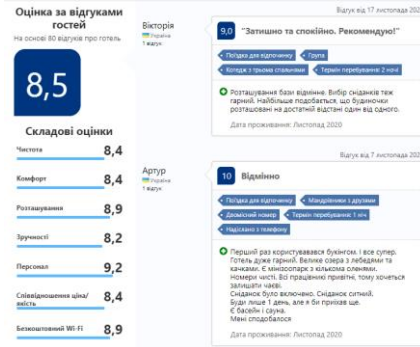 Оцінка за відгуками
гостей
На основі 80 відгуків про готель
8,5
Складові оцінки
Чистота 8,4
Комфорт 8,4
Розташування 8,9
Зручності 8,2
Персонал 9,2
Співвідношення ціна/
якість 8,4
Безкоштовний Wi-Fi 8,9
Вікторія
Україна
1 відгук
Відгук від 17 листопада 202
9,0 "Затишно та спокійно. Рекомендую!"
• Поїздка для відпочинку • Група
• Котедж з трьома спальнями • Термін перебування: 2 ночі
Розташування бази відмінне. Вибір сніданків теж
гарний. Найбільше подобається, що будиночки
розташовані на достатній відстані один від одного.
Дата проживання: Листопад 2020
Артур
Україна
1 відгук
Відгук від 7 листопада 202
10 Відмінно
• Поїздка для відпочинку • Мандрівники з друзями
• Двомісний номер • Термін перебування: 1 ніч
• Надіслано з телефону
Перший раз користувавався букінгом. І все супер.
Готель дуже гарний. Велике озеро з лебедями та
качками. Є мінізоопарк з кількома оленями.
Номери чисті. Всі працівники привітні, тому хочеться
залишати чаєві.
Сніданок було включено. Сніданок ситний.
Були лише 1 день, але я би приїхав ще.
Є басейн і сауна.
Мені сподобалося
Дата проживання: Листопад 2020